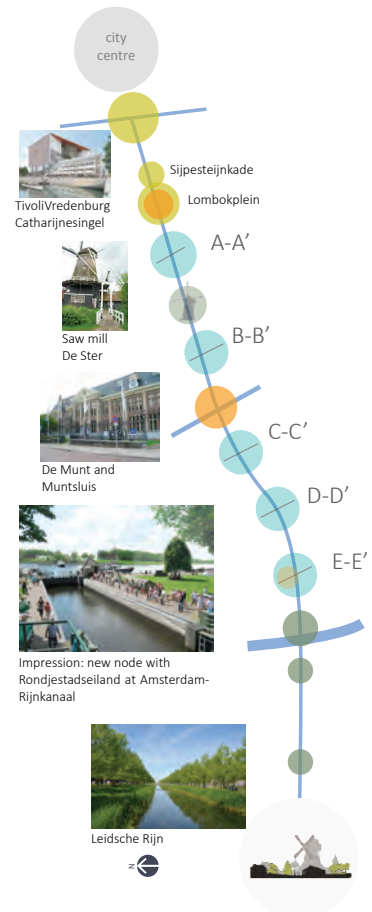 city
centre
Sijpesteijnkade
Lombokplein
TivoliVredenburg
Catharijnesingel
A-A’
Saw mill
De Ster
B-B’
De Munt and
Muntsluis
C-C’
D-D’
E-E’
Impression: new node with
Rondjestadseiland at Amsterdam-
Rijnkanaal
Leidsche Rijn
N